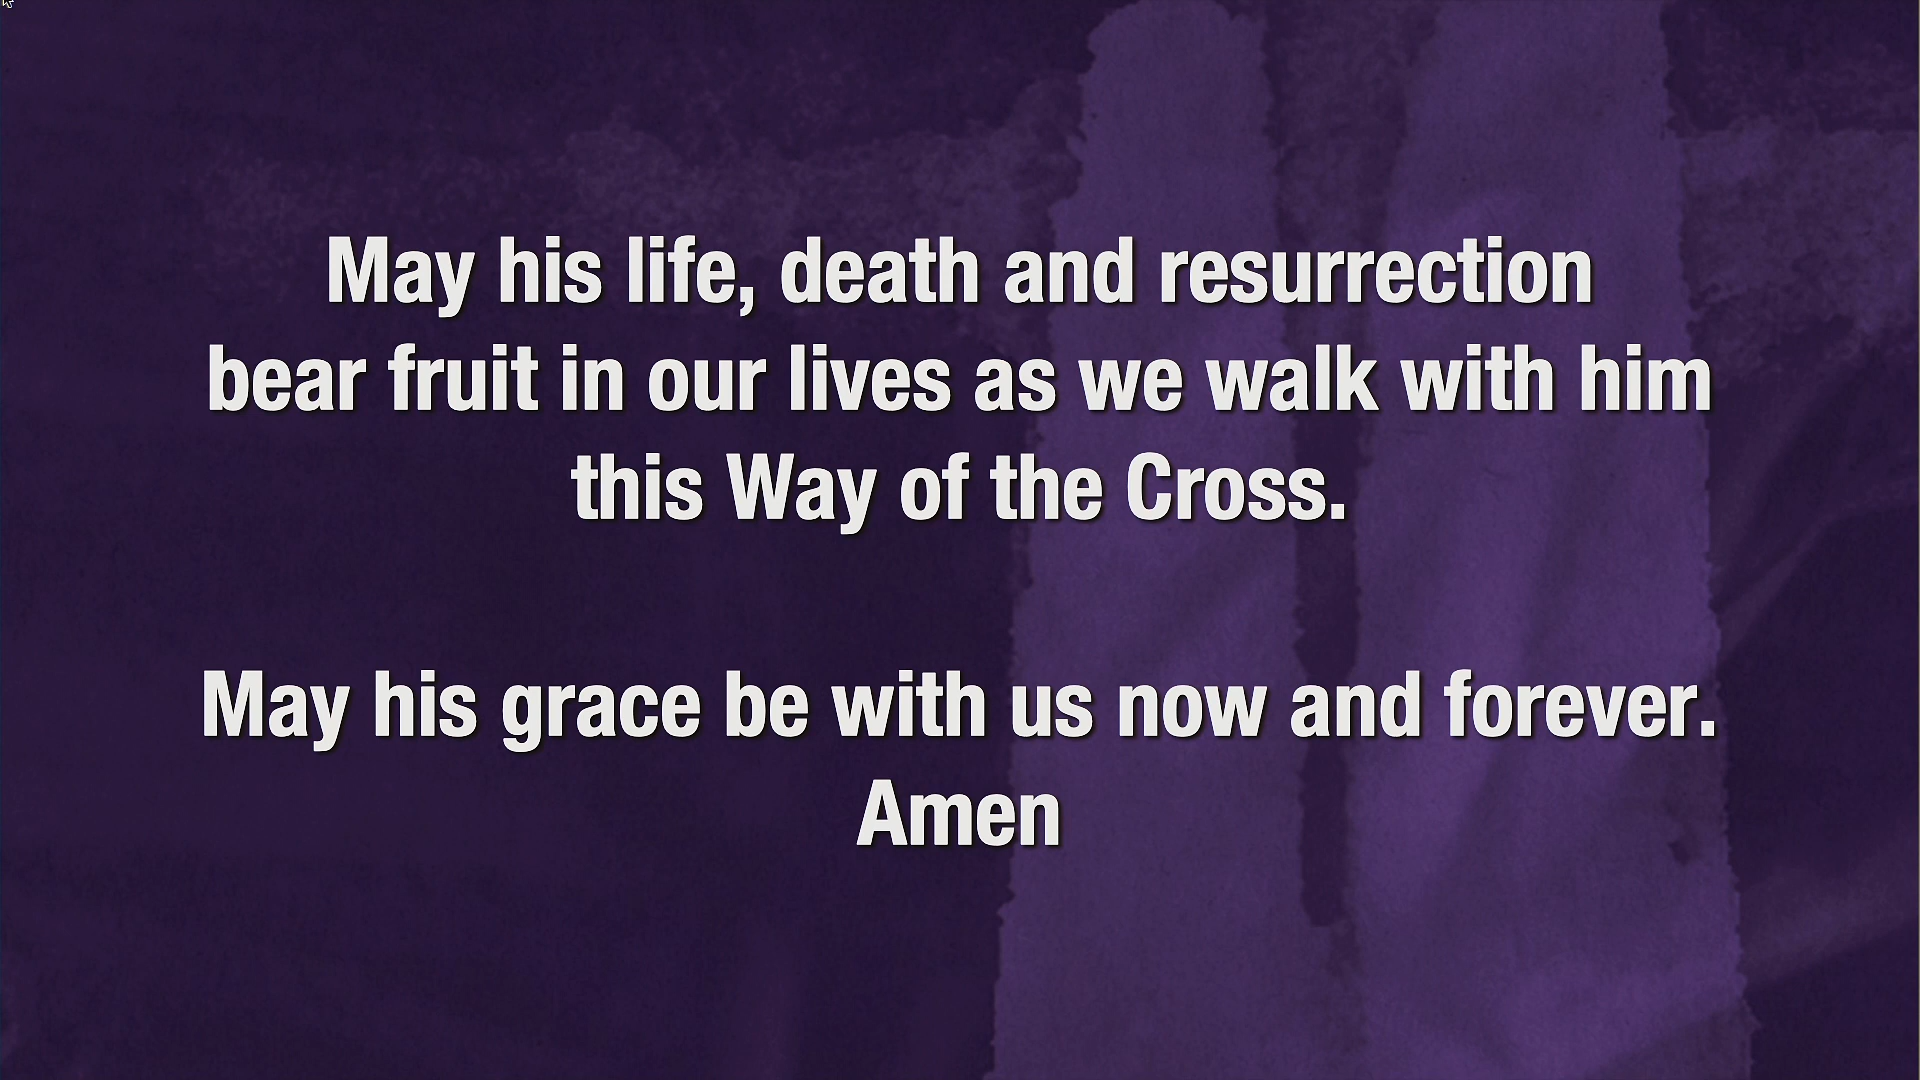 May his life, death and resurrection
bear fruit in our lives as we walk with him
this Way of the Cross.
May his grace be with us now and forever.
Amen